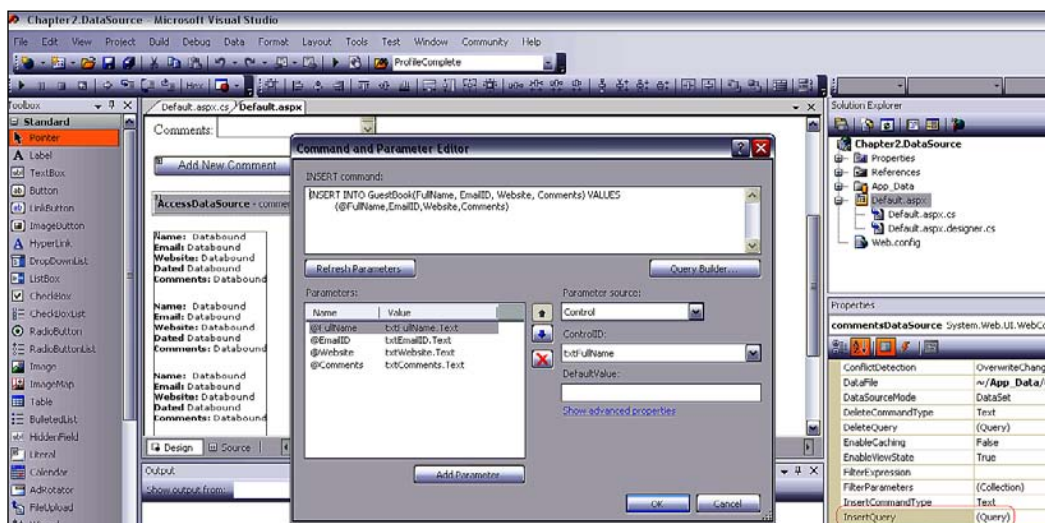 Chapter2.DataSource - Microsoft Visual Studio
File Edit View Project Build Debug Data Format Layout Tools Test Window Community Help
ProfileComplete
Hex
Toolbox
Standard
Pointer
A Label
TextBox
Button
LinkButton
ImageButton
HyperLink
DropDownList
ListBox
CheckBox
CheckBoxList
RadioButton
RadioButtonList
Image
ImageMap
Table
BulletedList
HiddenField
Literal
Calendar
AdRotator
FileUpload
Default.aspx.cs Default.aspx
Comments:
Add New Comment
AccessDataSource - commen
Name: Databound
Email: Databound
Website: Databound
Dated Databound
Comments: Databound
Name: Databound
Email: Databound
Website: Databound
Dated Databound
Comments: Databound
Name: Databound
Email: Databound
Website: Databound
Dated Databound
Comments: Databound
Design Source
Output
Show output from:
Command and Parameter Editor
INSERT command:
INSERT INTO GuestBook(FullName, EmailID, Website, Comments) VALUES
(@FullName,EmailID,Website,Comments)
Refresh Parameters Query Builder...
Parameters:
Name Value
@FullName txtFullName.Text
@EmailID txtEmailID.Text
@Website txtWebsite.Text
@Comments txtComments.Text
Add Parameter
Parameter source:
Control
ControlID:
txtFullName
DefaultValue:
Show advanced properties
OK Cancel
Solution Explorer
Chapter2.DataSource
Properties
References
App_Data
Default.aspx
Default.aspx.cs
Default.aspx.designer.cs
Web.config
Properties
commentsDataSource System.Web.UI.WebCo
ConflictDetection OverwriteChang
DataFile ~/App_Data/
DataSourceMode DataSet
DeleteCommandType Text
DeleteQuery (Query)
EnableCaching False
EnableViewState True
FilterExpression
FilterParameters (Collection)
InsertCommandType Text
InsertQuery (Query)